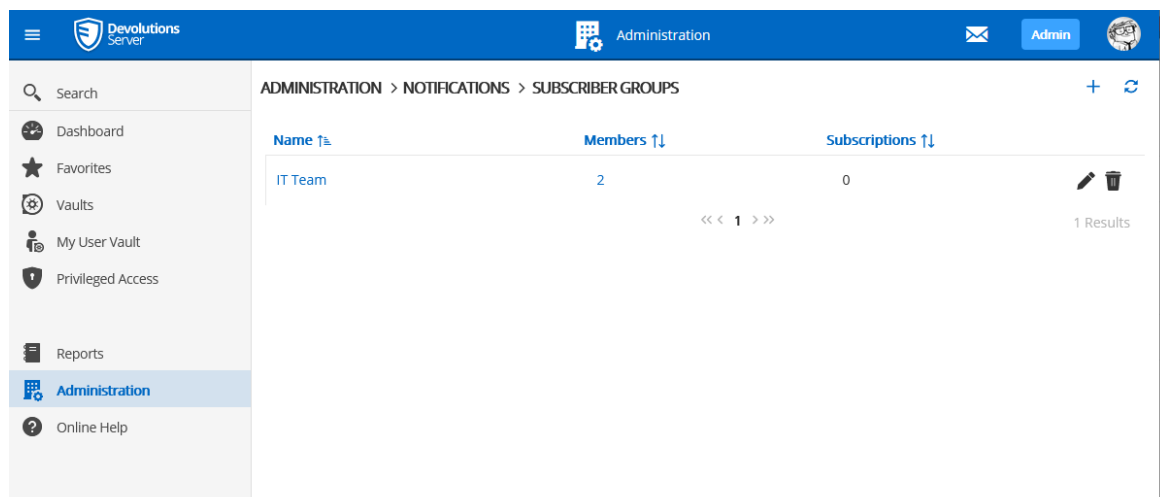 Devolutions
Server
Administration
Admin
Search
Dashboard
Favorites
Vaults
My User Vault
Privileged Access
Reports
Administration
Online Help
ADMINISTRATION > NOTIFICATIONS > SUBSCRIBER GROUPS
Name Members Subscriptions
IT Team 2 0
<< < 1 > >>
1 Results